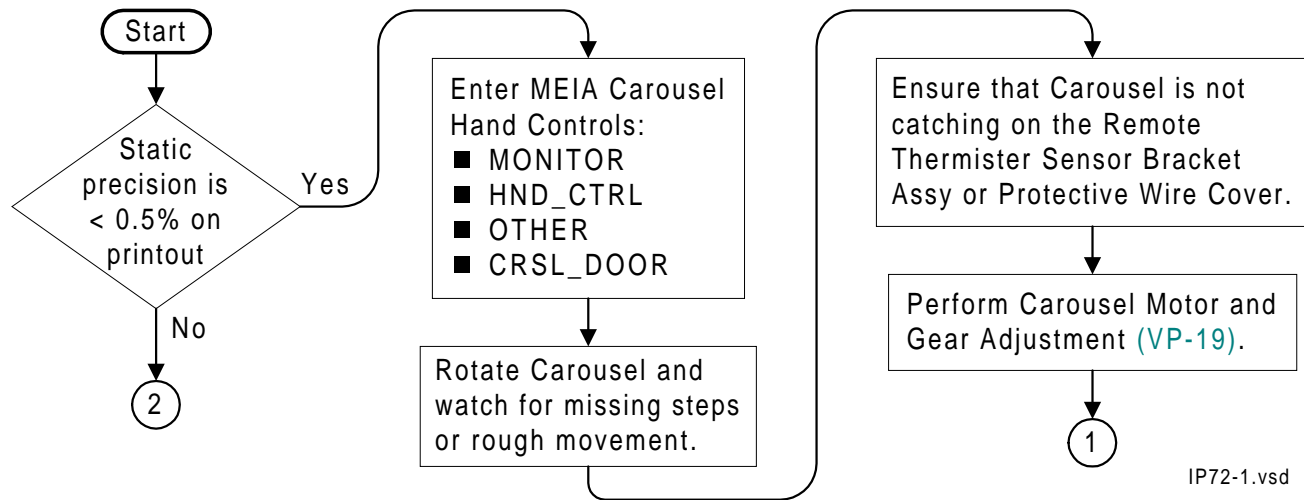 Start
Static
precision is
< 0.5% on
printout
Yes
No
2
Enter MEIA Carousel
Hand Controls:
■ MONITOR
■ HND_CTRL
■ OTHER
■ CRSL_DOOR
Rotate Carousel and
watch for missing steps
or rough movement.
Ensure that Carousel is not
catching on the Remote
Thermister Sensor Bracket
Assy or Protective Wire Cover.
Perform Carousel Motor and
Gear Adjustment (VP-19).
1
IP72-1.vsd